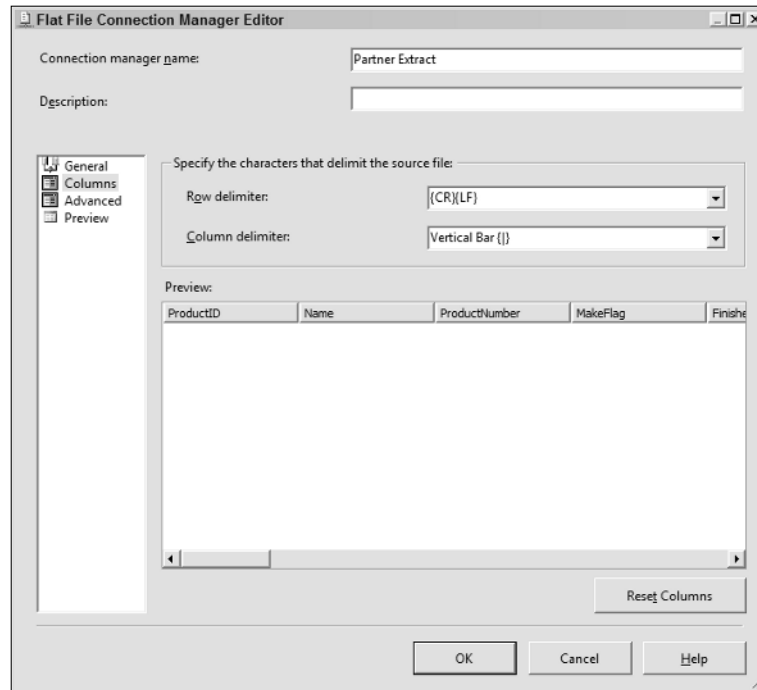 Flat File Connection Manager Editor
Connection manager name:
Partner Extract
Description:
General
Columns
Advanced
Preview
Specify the characters that delimit the source file:
Row delimiter:
{CR}{LF}
Column delimiter:
Vertical Bar {|}
Preview:
ProductID
Name
ProductNumber
MakeFlag
Finishe
Reset Columns
OK
Cancel
Help